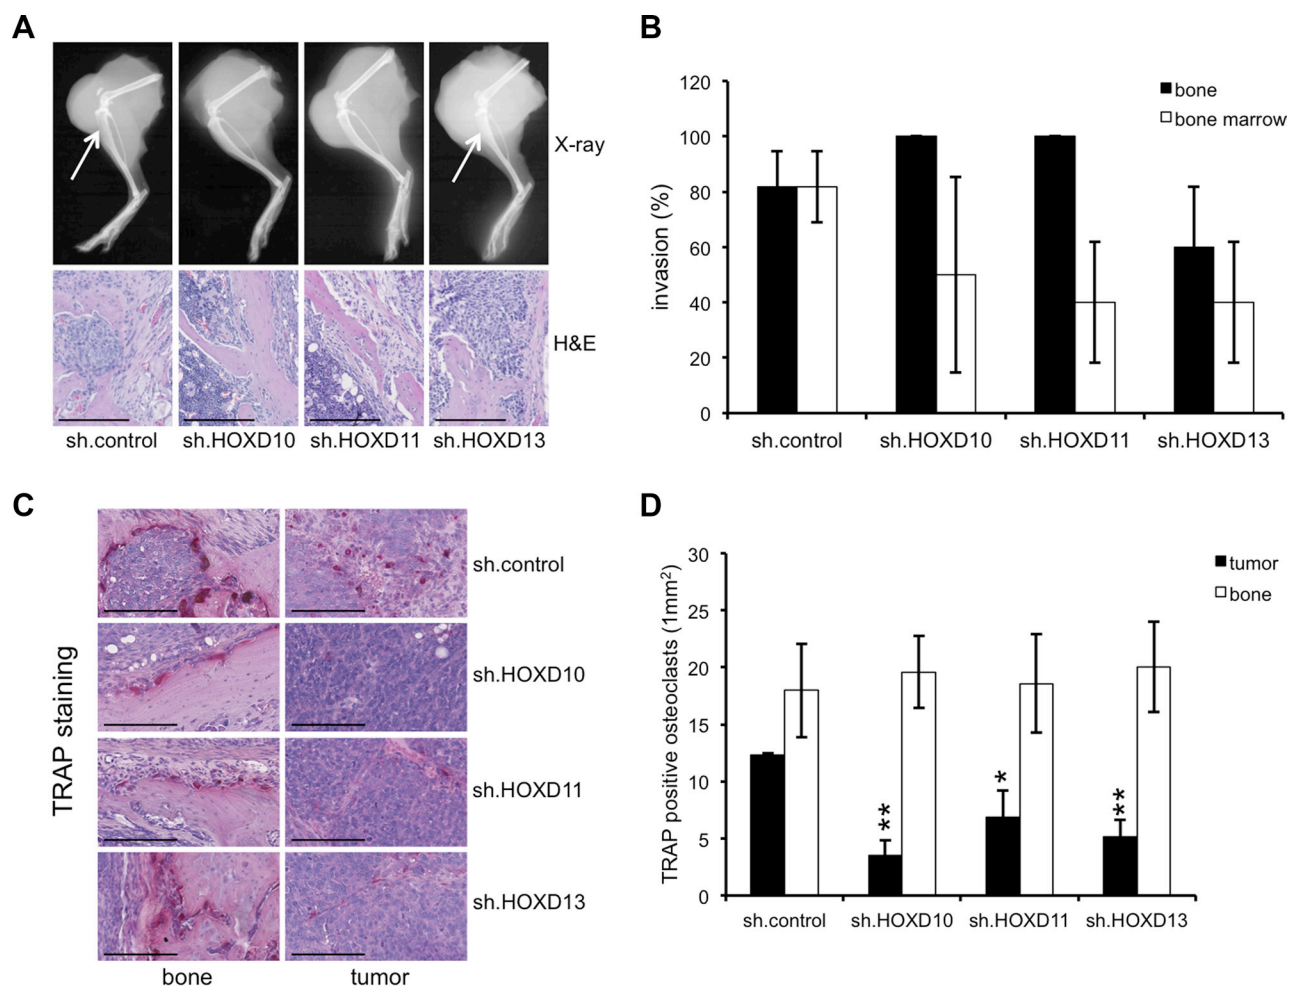 A
X-ray
H&E
sh.control sh.HOXD10 sh.HOXD11 sh.HOXD13
B
120
100
80
60
40
20
0
invasion (%)
bone
bone marrow
sh.control sh.HOXD10 sh.HOXD11 sh.HOXD13
C
TRAP staining
sh.control
sh.HOXD10
sh.HOXD11
sh.HOXD13
bone tumor
D
30
25
20
15
10
5
0
TRAP positive osteoclasts (1mm²)
tumor
bone
**
*
**
sh.control sh.HOXD10 sh.HOXD11 sh.HOXD13